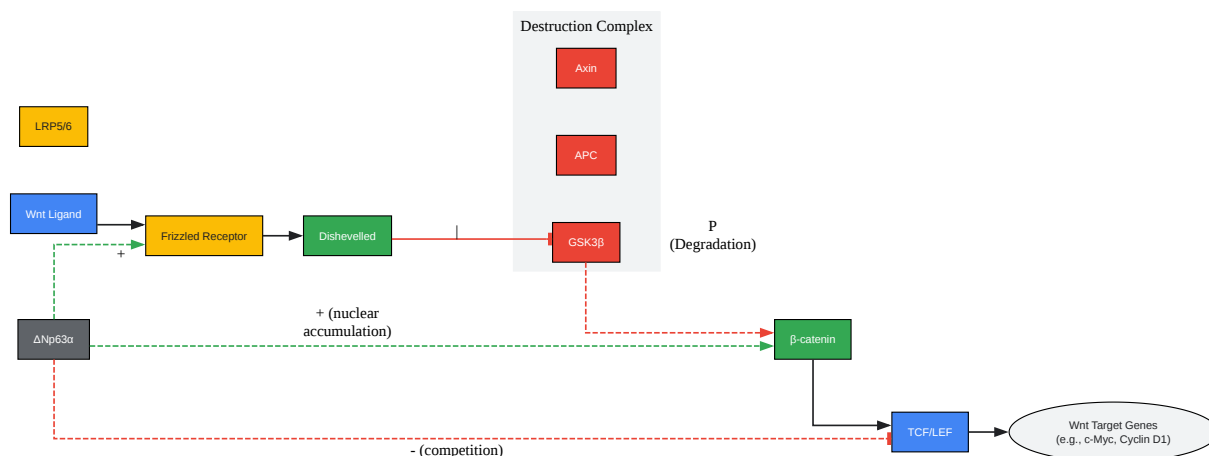 Destruction Complex
Axin
LRP5/6
APC
Wnt Ligand
Frizzled Receptor
Dishevelled
|
GSK3β
P
(Degradation)
+
ΔNp63α
+ (nuclear
accumulation)
β-catenin
TCF/LEF
Wnt Target Genes
(e.g., c-Myc, Cyclin D1)
- (competition)